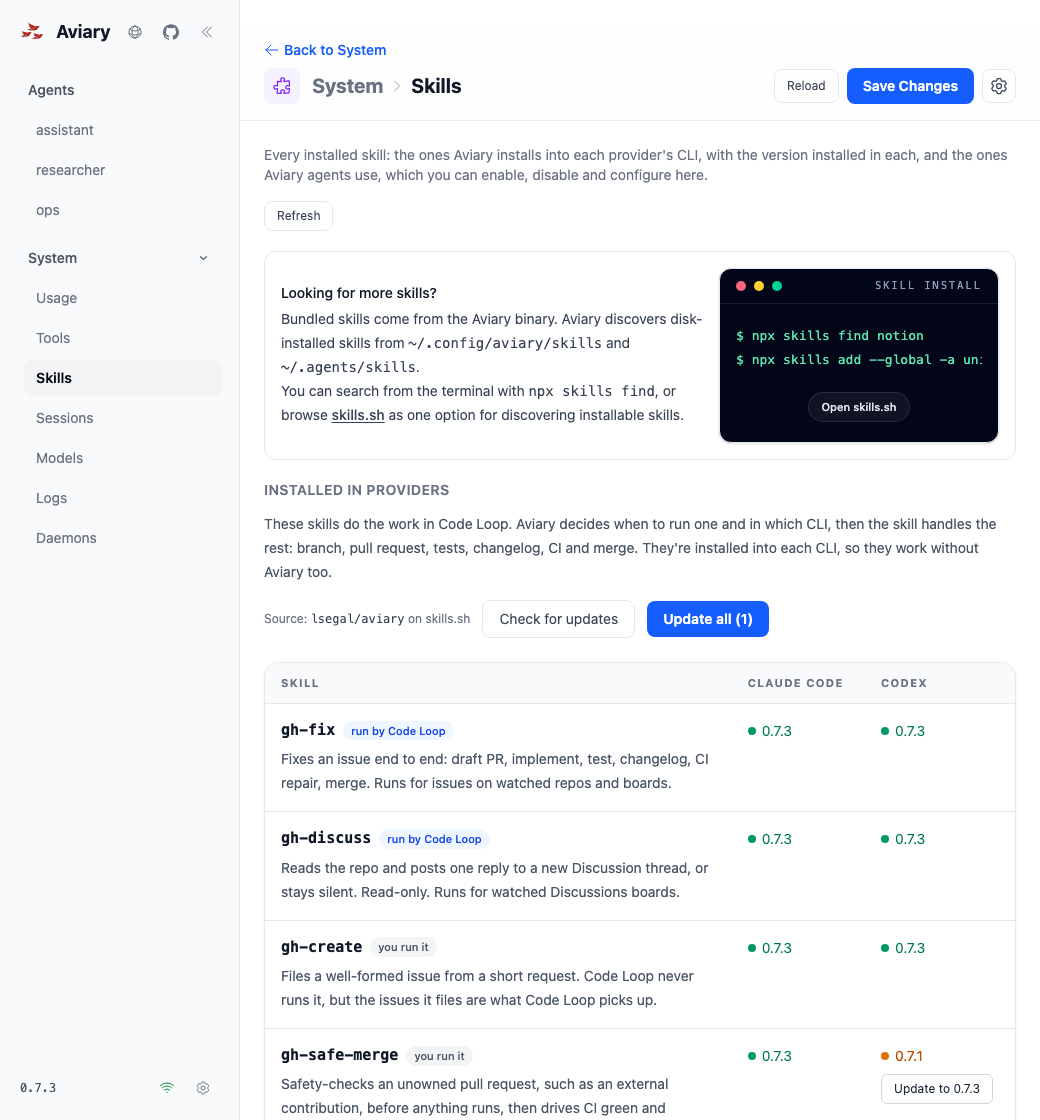 Aviary
Agents
assistant
researcher
ops
System
Usage
Tools
Skills
Sessions
Models
Logs
Daemons
0.7.3
Back to System
System
Skills
Reload
Save Changes
Every installed skill: the ones Aviary installs into each provider's CLI, with the version installed in each, and the ones
Aviary agents use, which you can enable, disable and configure here.
Refresh
Looking for more skills?
Bundled skills come from the Aviary binary. Aviary discovers disk-
installed skills from ~/.config/aviary/skills and
~/.agents/skills.
You can search from the terminal with npx skills find, or
browse skills.sh as one option for discovering installable skills.
SKILL INSTALL
$ npx skills find notion
$ npx skills add --global -a uni
Open skills.sh
INSTALLED IN PROVIDERS
These skills do the work in Code Loop. Aviary decides when to run one and in which CLI, then the skill handles the
rest: branch, pull request, tests, changelog, CI and merge. They're installed into each CLI, so they work without
Aviary too.
Source: lsegal/aviary on skills.sh
Check for updates
Update all (1)
SKILL CLAUDE CODE CODEX
gh-fix run by Code Loop 0.7.3 0.7.3
Fixes an issue end to end: draft PR, implement, test, changelog, CI
repair, merge. Runs for issues on watched repos and boards.
gh-discuss run by Code Loop 0.7.3 0.7.3
Reads the repo and posts one reply to a new Discussion thread, or
stays silent. Read-only. Runs for watched Discussions boards.
gh-create you run it 0.7.3 0.7.3
Files a well-formed issue from a short request. Code Loop never
runs it, but the issues it files are what Code Loop picks up.
gh-safe-merge you run it 0.7.3 0.7.1
Safety-checks an unowned pull request, such as an external
contribution, before anything runs, then drives CI green and
Update to 0.7.3